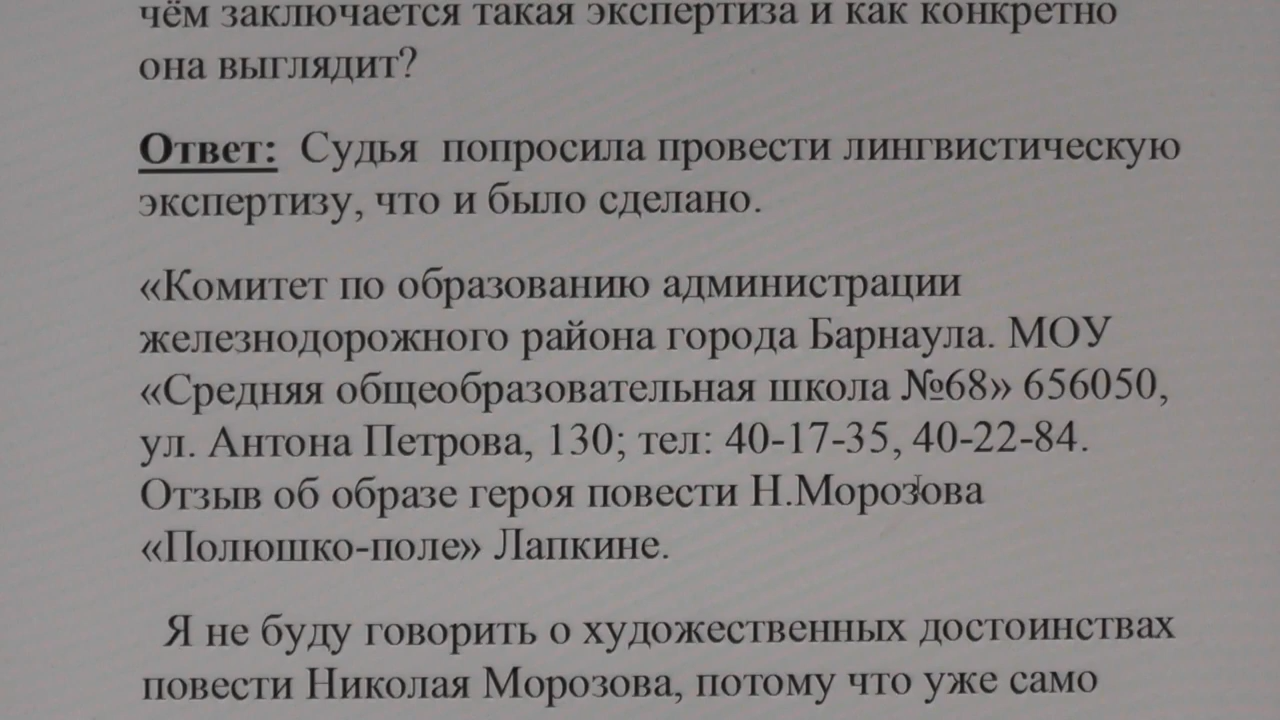 чём заключается такая экспертиза и как конкретно
она выглядит?
Ответ: Судья попросила провести лингвистическую
экспертизу, что и было сделано.
«Комитет по образованию администрации
железнодорожного района города Барнаула. МОУ
«Средняя общеобразовательная школа №68» 656050,
ул. Антона Петрова, 130; тел: 40-17-35, 40-22-84.
Отзыв об образе героя повести Н.Морозова
«Полюшко-поле» Лапкине.
Я не буду говорить о художественных достоинствах
повести Николая Морозова, потому что уже само